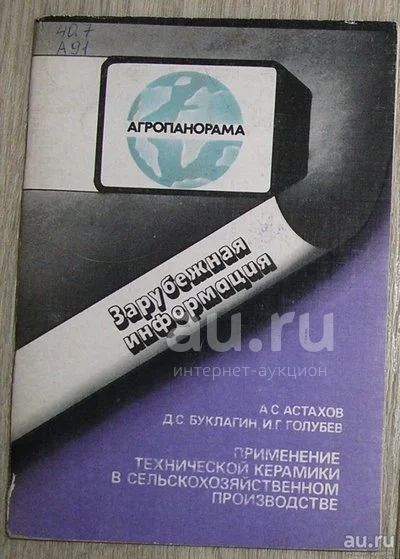 40.7
А91
АГРОПАНОРАМА
Зарубежная
информация
au.ru
интернет-аукцион
А.С.АСТАХОВ
Д.С. БУКЛАГИН, И.Г. ГОЛУБЕВ
ПРИМЕНЕНИЕ
ТЕХНИЧЕСКОЙ КЕРАМИКИ
В СЕЛЬСКОХОЗЯЙСТВЕННОМ
ПРОИЗВОДСТВЕ
au.ru